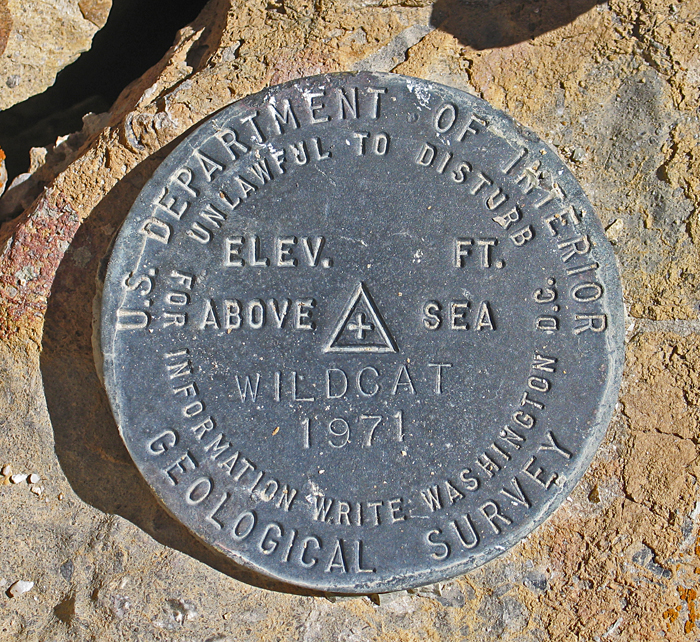 U.S. DEPARTMENT OF INTERIOR
UNLAWFUL TO DISTURB
ELEV. FT.
ABOVE SEA
WILDCAT
1971
FOR INFORMATION WRITE WASHINGTON D.C.
GEOLOGICAL SURVEY